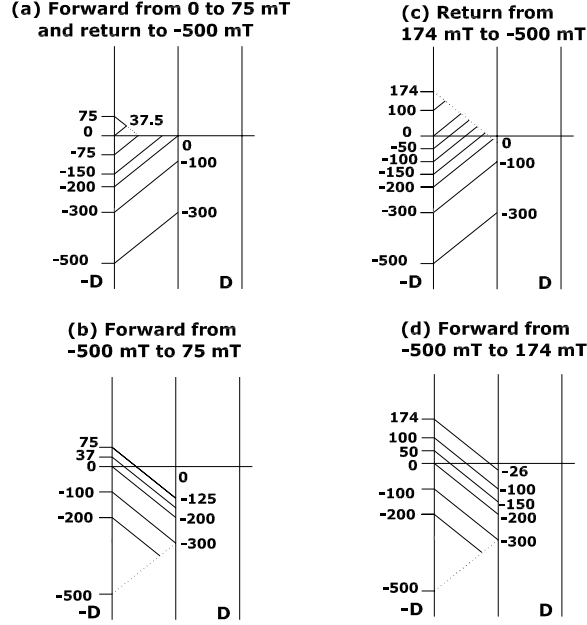 (a) Forward from 0 to 75 mT
and return to -500 mT
75
37.5
0
0
-75
-100
-150
-200
-300
-300
-500
-D
D
(c) Return from
174 mT to -500 mT
174
100
0
0
-50
-100
-100
-150
-200
-300
-300
-500
-D
D
(b) Forward from
-500 mT to 75 mT
75
37
0
0
-100
-125
-200
-200
-300
-500
-D
D
(d) Forward from
-500 mT to 174 mT
174
100
50
0
-26
-100
-100
-150
-200
-200
-300
-500
-D
D